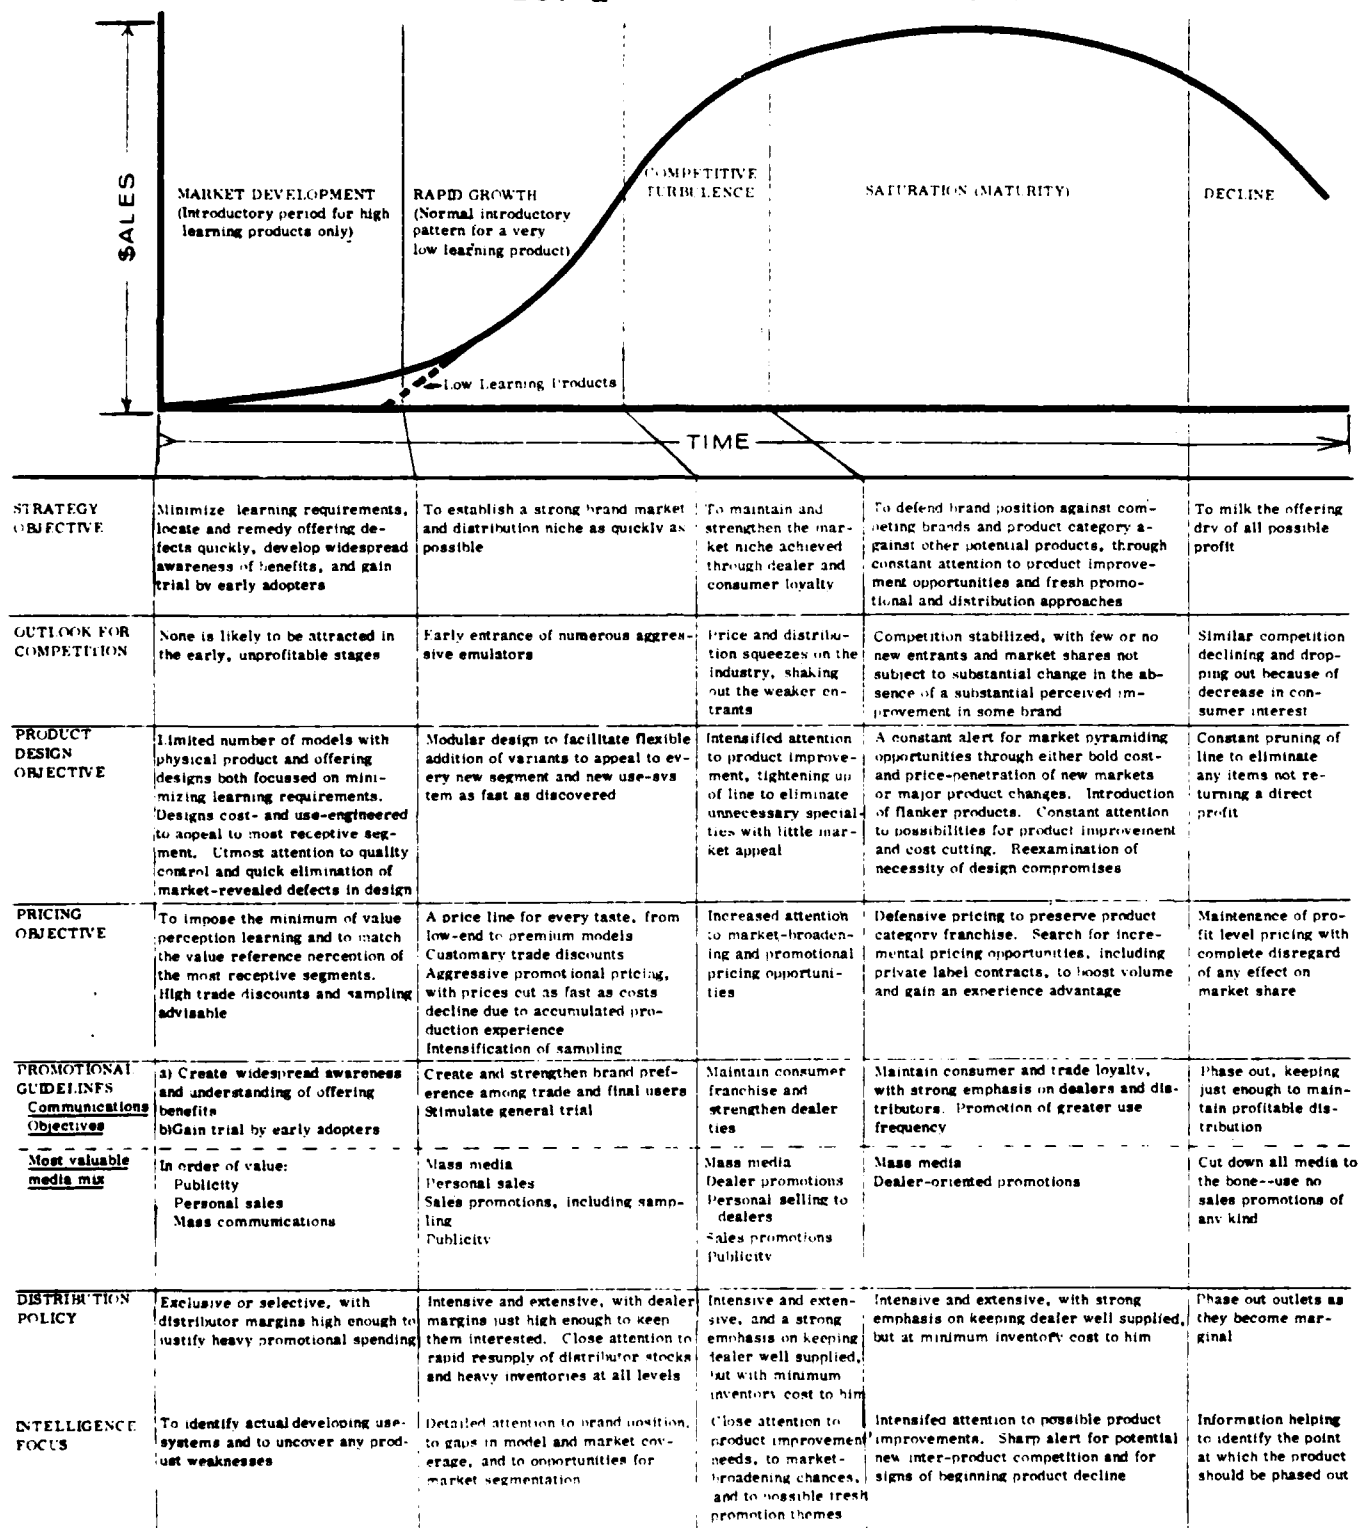 SALES
MARKET DEVELOPMENT
(Introductory period for high
learning products only)
RAPID GROWTH
(Normal introductory
pattern for a very
low learning product)
COMPETITIVE
TURBULENCE
SATURATION (MATURITY)
DECLINE
Low Learning Products
TIME
STRATEGY
OBJECTIVE
Minimize learning requirements,
locate and remedy offering de-
fects quickly, develop widespread
awareness of benefits, and gain
trial by early adopters
To establish a strong brand market
and distribution niche as quickly as
possible
To maintain and
strengthen the mar-
ket niche achieved
through dealer and
consumer loyalty
To defend brand position against com-
peting brands and product category a-
gainst other potential products, through
constant attention to product improve-
ment opportunities and fresh promo-
tional and distribution approaches
To milk the offering
dry of all possible
profit
OUTLOOK FOR
COMPETITION
None is likely to be attracted in
the early, unprofitable stages
Early entrance of numerous aggres-
sive emulators
Price and distribu-
tion squeezes on the
industry, shaking
out the weaker en-
trants
Competition stabilized, with few or no
new entrants and market shares not
subject to substantial change in the ab-
sence of a substantial perceived im-
provement in some brand
Similar competition
declining and drop-
ping out because of
decrease in con-
sumer interest
PRODUCT
DESIGN
OBJECTIVE
Limited number of models with
physical product and offering
designs both focussed on mini-
mizing learning requirements.
Designs cost- and use-engineered
to appeal to most receptive seg-
ment. Utmost attention to quality
control and quick elimination of
market-revealed defects in design
Modular design to facilitate flexible
addition of variants to appeal to ev-
ery new segment and new use-sys
tem as fast as discovered
Intensified attention
to product improve-
ment, tightening up
of line to eliminate
unnecessary special-
ties with little mar-
ket appeal
A constant alert for market pyramiding
opportunities through either bold cost-
and price-penetration of new markets
or major product changes. Introduction
of flanker products. Constant attention
to possibilities for product improvement
and cost cutting. Reexamination of
necessity of design compromises
Constant pruning of
line to eliminate
any items not re-
turning a direct
profit
PRICING
OBJECTIVE
To impose the minimum of value
perception learning and to match
the value reference perception of
the most receptive segments.
High trade discounts and sampling
advisable
A price line for every taste, from
low-end to premium models
Customary trade discounts
Aggressive promotional pricing,
with prices cut as fast as costs
decline due to accumulated pro-
duction experience
Intensification of sampling
Increased attention
to market-broaden-
ing and promotional
pricing opportuni-
ties
Defensive pricing to preserve product
category franchise. Search for incre-
mental pricing opportunities, including
private label contracts, to boost volume
and gain an experience advantage
Maintenance of pro-
fit level pricing with
complete disregard
of any effect on
market share
PROMOTIONAL
GUIDELINES
Communications
Objectives
a) Create widespread awareness
and understanding of offering
benefits
b)Gain trial by early adopters
Create and strengthen brand pref-
erence among trade and final users
Stimulate general trial
Maintain consumer
franchise and
strengthen dealer
ties
Maintain consumer and trade loyalty,
with strong emphasis on dealers and dis-
tributors. Promotion of greater use
frequency
Phase out, keeping
just enough to main-
tain profitable dis-
tribution
Most valuable
media mix
In order of value:
Publicity
Personal sales
Mass communications
Mass media
Personal sales
Sales promotions, including samp-
ling
Publicity
Mass media
Dealer promotions
Personal selling to
dealers
Sales promotions
Publicity
Mass media
Dealer-oriented promotions
Cut down all media to
the bone--use no
sales promotions of
any kind
DISTRIBUTION
POLICY
Exclusive or selective, with
distributor margins high enough to
justify heavy promotional spending
Intensive and extensive, with dealer
margins just high enough to keep
them interested. Close attention to
rapid resupply of distributor stocks
and heavy inventories at all levels
Intensive and exten-
sive, and a strong
emphasis on keeping
dealer well supplied,
but with minimum
inventory cost to him
Intensive and extensive, with strong
emphasis on keeping dealer well supplied,
but at minimum inventory cost to him
Phase out outlets as
they become mar-
ginal
INTELLIGENCE
FOCUS
To identify actual developing use-
systems and to uncover any prod-
ust weaknesses
Detailed attention to brand position,
to gaps in model and market cov-
erage, and to opportunities for
market segmentation
Close attention to
product improvement
needs, to market-
broadening chances,
and to possible fresh
promotion themes
Intensifed attention to possible product
improvements. Sharp alert for potential
new inter-product competition and for
signs of beginning product decline
Information helping
to identify the point
at which the product
should be phased out